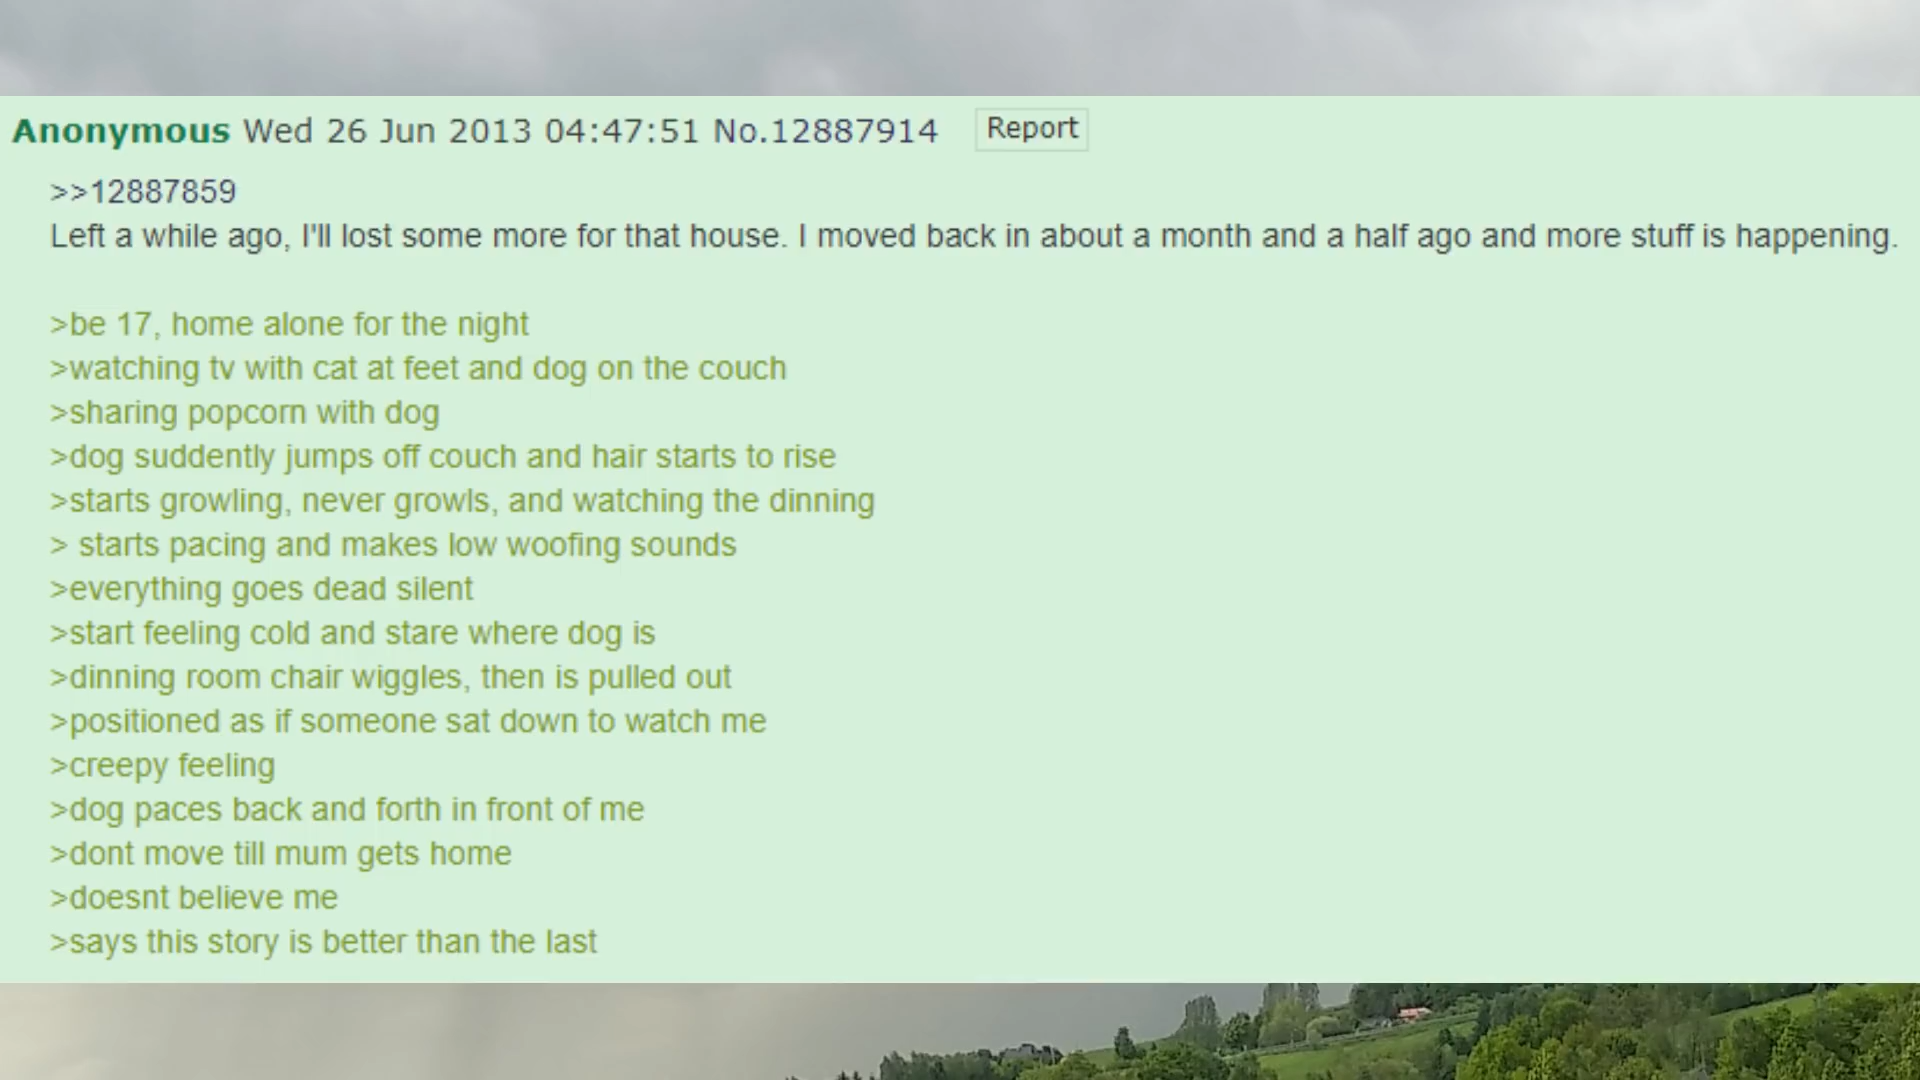 Anonymous Wed 26 Jun 2013 04:47:51 No.12887914 Report
>>12887859
Left a while ago, I'll lost some more for that house. I moved back in about a month and a half ago and more stuff is happening.
>be 17, home alone for the night
>watching tv with cat at feet and dog on the couch
>sharing popcorn with dog
>dog suddently jumps off couch and hair starts to rise
>starts growling, never growls, and watching the dinning
> starts pacing and makes low woofing sounds
>everything goes dead silent
>start feeling cold and stare where dog is
>dinning room chair wiggles, then is pulled out
>positioned as if someone sat down to watch me
>creepy feeling
>dog paces back and forth in front of me
>dont move till mum gets home
>doesnt believe me
>says this story is better than the last